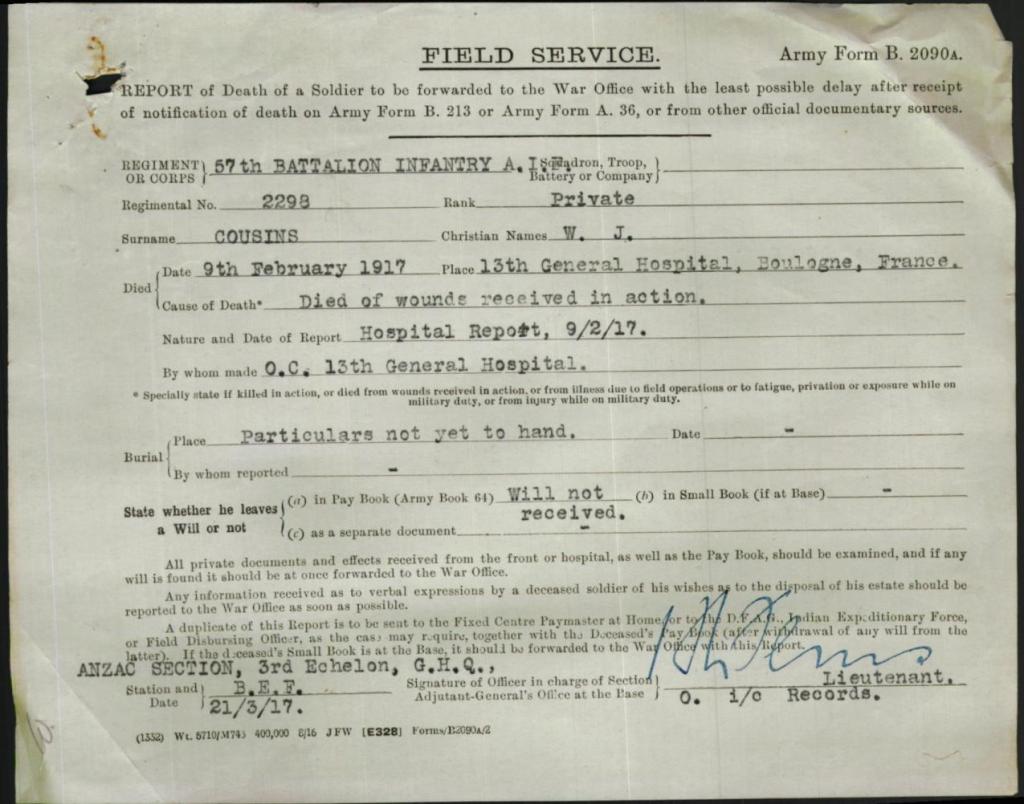 FIELD SERVICE. Army Form B. 2090A.
REPORT of Death of a Soldier to be forwarded to the War Office with the least possible delay after receipt
of notification of death on Army Form B. 213 or Army Form A. 36, or from other official documentary sources.
REGIMENT OR CORPS 57th BATTALION INFANTRY A.I.F. Squadron, Troop, Battery or Company
Regimental No. 2298 Rank Private
Surname COUSINS Christian Names W. J.
Died Date 9th February 1917 Place 13th General Hospital, Boulogne, France.
Cause of Death* Died of wounds received in action.
Nature and Date of Report Hospital Report, 9/2/17.
By whom made O.C. 13th General Hospital.
* Specially state if killed in action, or died from wounds received in action, or from illness due to field operations or to fatigue, privation or exposure while on
military duty, or from injury while on military duty.
Burial Place Particulars not yet to hand. Date -
By whom reported -
State whether he leaves a Will or not (a) in Pay Book (Army Book 64) Will not received. (b) in Small Book (if at Base) -
(c) as a separate document -
All private documents and effects received from the front or hospital, as well as the Pay Book, should be examined, and if any
will is found it should be at once forwarded to the War Office.
Any information received as to verbal expressions by a deceased soldier of his wishes as to the disposal of his estate should be
reported to the War Office as soon as possible.
A duplicate of this Report is to be sent to the Fixed Centre Paymaster at Home, or to the D.F.A.G., Indian Expeditionary Force,
or Field Disbursing Officer, as the case may require, together with the Deceased's Pay Book (after withdrawal of any will from the
latter). If the deceased's Small Book is at the Base, it should be forwarded to the War Office with this Report.
ANZAC SECTION, 3rd Echelon, G.H.Q.,
Station and Date B.E.F. Signature of Officer in charge of Section Adjutant-General's Office at the Base Lieutenant.
21/3/17. O. i/c Records.
(1552) Wt. 5710/M743 400,000 8/16 JFW [E328] Forms/B2090A/2